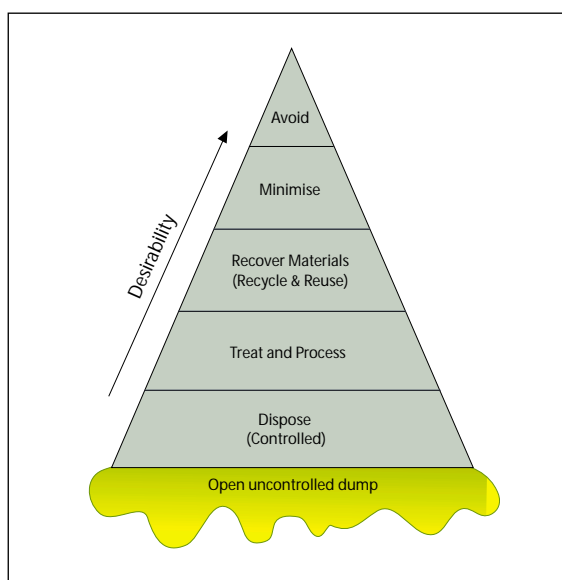 Avoid
Minimise
Desirability
Recover Materials
(Recycle & Reuse)
Treat and Process
Dispose
(Controlled)
Open uncontrolled dump